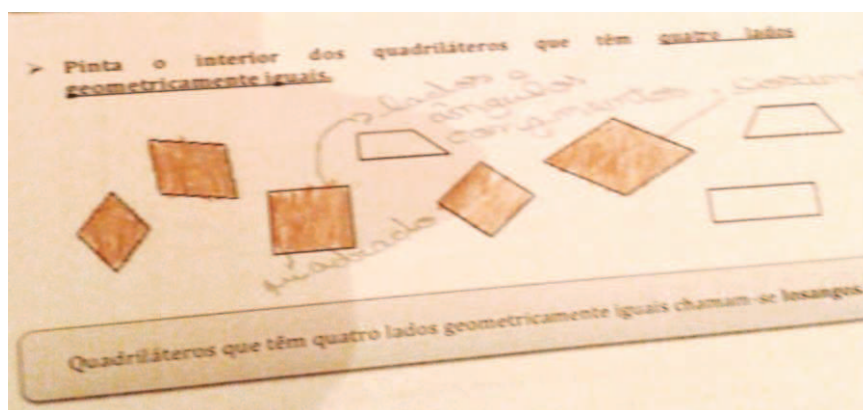 ➢ Pinta o interior dos quadriláteros que têm quatro lados
geometricamente iguais.
lados e
ângulos
congruentes
quadrado
Quadriláteros que têm quatro lados geometricamente iguais chamam-se losangos.